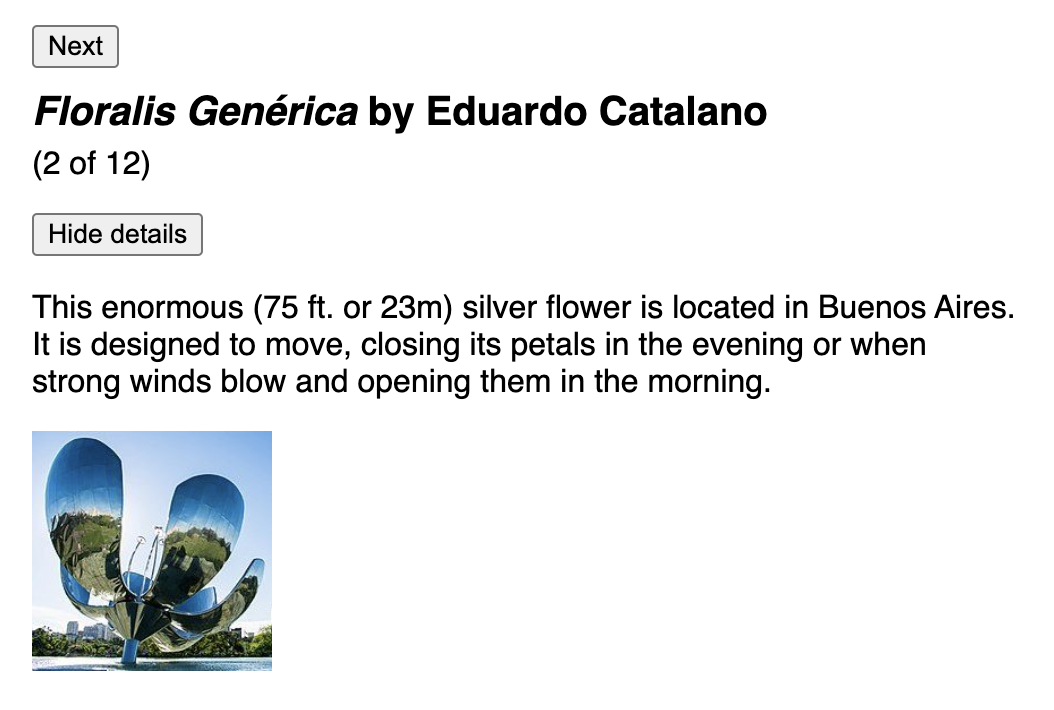 Next
Floralis Genérica by Eduardo Catalano
(2 of 12)
Hide details
This enormous (75 ft. or 23m) silver flower is located in Buenos Aires.
It is designed to move, closing its petals in the evening or when
strong winds blow and opening them in the morning.